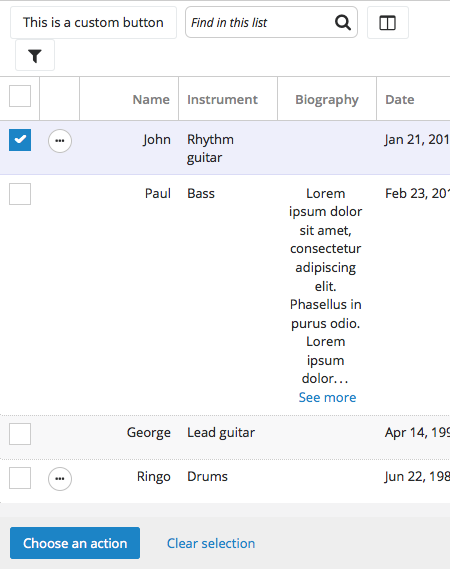 This is a custom button
Find in this list
Name Instrument Biography Date
John Rhythm guitar Jan 21, 201
Paul Bass Lorem Feb 23, 201
ipsum dolor
sit amet,
consectetur
adipiscing
elit.
Phasellus in
purus odio.
Lorem
ipsum
dolor...
See more
George Lead guitar Apr 14, 199
Ringo Drums Jun 22, 198
Choose an action Clear selection